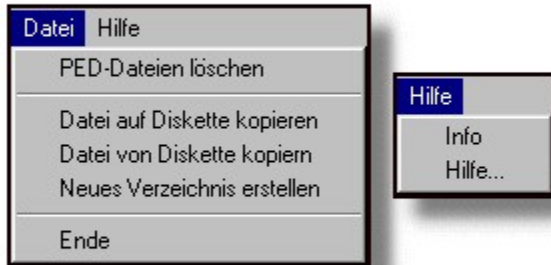 Datei Hilfe
PED-Dateien löschen
Datei auf Diskette kopieren
Datei von Diskette kopiern
Neues Verzeichnis erstellen
Ende
Hilfe
Info
Hilfe...